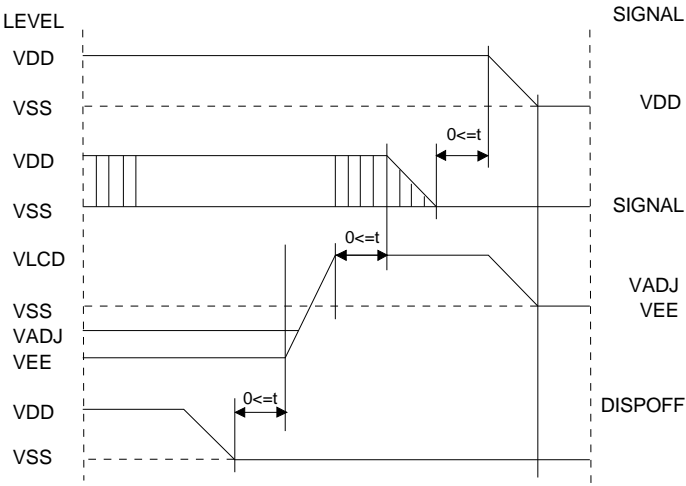 LEVEL
SIGNAL
VDD
VSS
VDD
VDD
0<=t
VSS
SIGNAL
VLCD
0<=t
VADJ
VSS
VEE
VADJ
VEE
0<=t
VDD
DISPOFF
VSS